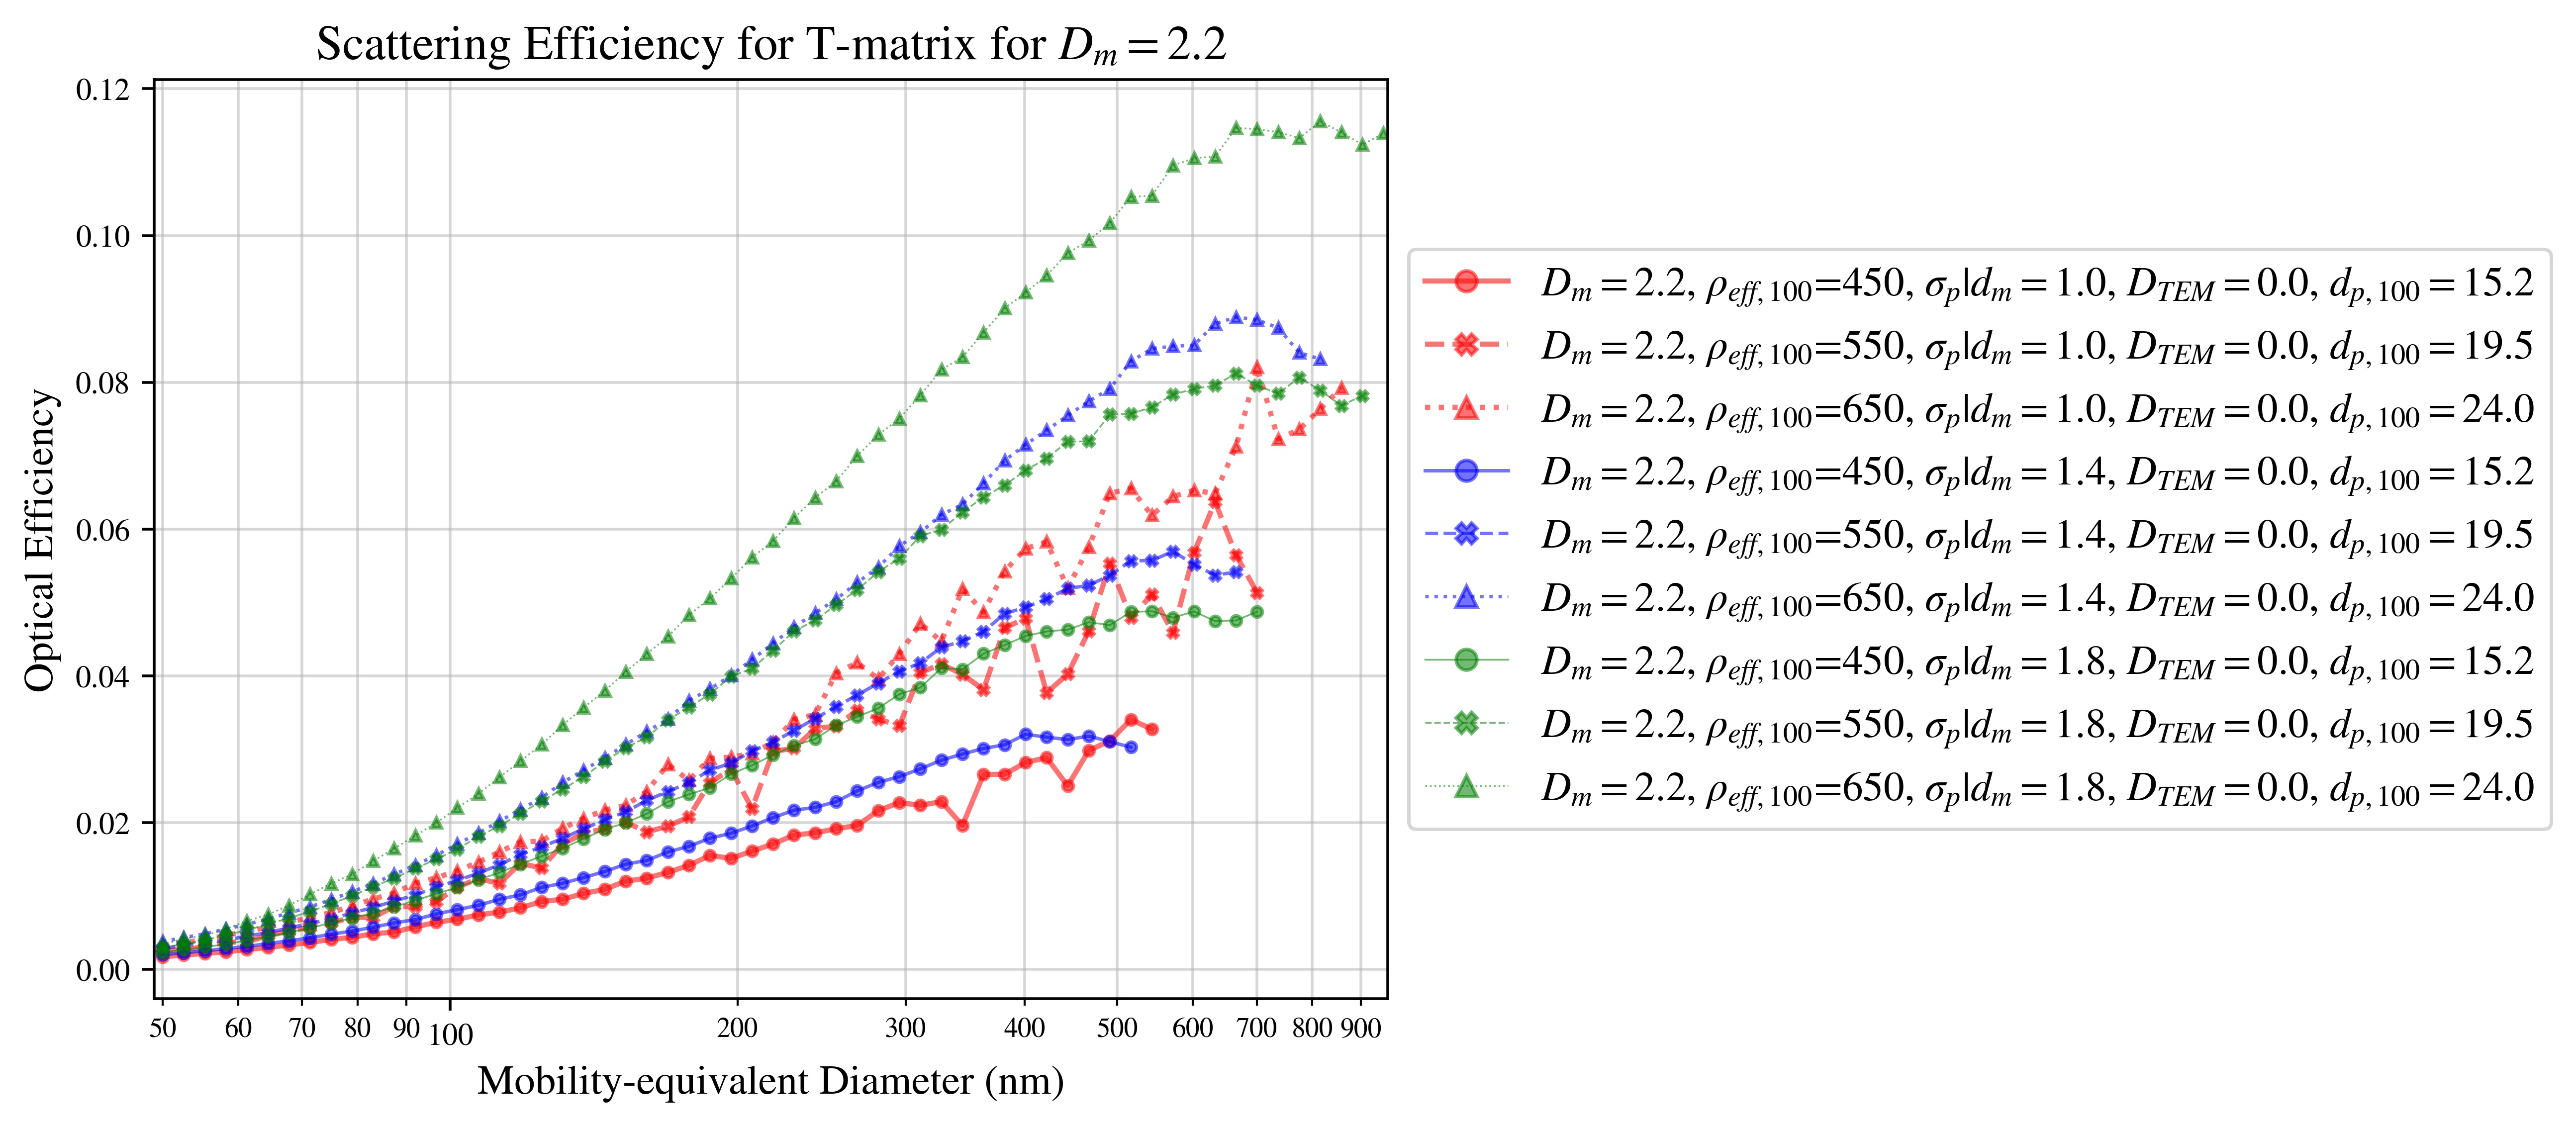 Scattering Efficiency for T-matrix for Dₘ = 2.2
0.12
0.10
0.08
0.06
0.04
0.02
0.00
Optical Efficiency
50 60 70 80 90 100 200 300 400 500 600 700 800 900
Mobility-equivalent Diameter (nm)
D_m = 2.2, ρ_eff,100=450, σ_p|d_m = 1.0, D_TEM = 0.0, d_p,100 = 15.2
D_m = 2.2, ρ_eff,100=550, σ_p|d_m = 1.0, D_TEM = 0.0, d_p,100 = 19.5
D_m = 2.2, ρ_eff,100=650, σ_p|d_m = 1.0, D_TEM = 0.0, d_p,100 = 24.0
D_m = 2.2, ρ_eff,100=450, σ_p|d_m = 1.4, D_TEM = 0.0, d_p,100 = 15.2
D_m = 2.2, ρ_eff,100=550, σ_p|d_m = 1.4, D_TEM = 0.0, d_p,100 = 19.5
D_m = 2.2, ρ_eff,100=650, σ_p|d_m = 1.4, D_TEM = 0.0, d_p,100 = 24.0
D_m = 2.2, ρ_eff,100=450, σ_p|d_m = 1.8, D_TEM = 0.0, d_p,100 = 15.2
D_m = 2.2, ρ_eff,100=550, σ_p|d_m = 1.8, D_TEM = 0.0, d_p,100 = 19.5
D_m = 2.2, ρ_eff,100=650, σ_p|d_m = 1.8, D_TEM = 0.0, d_p,100 = 24.0